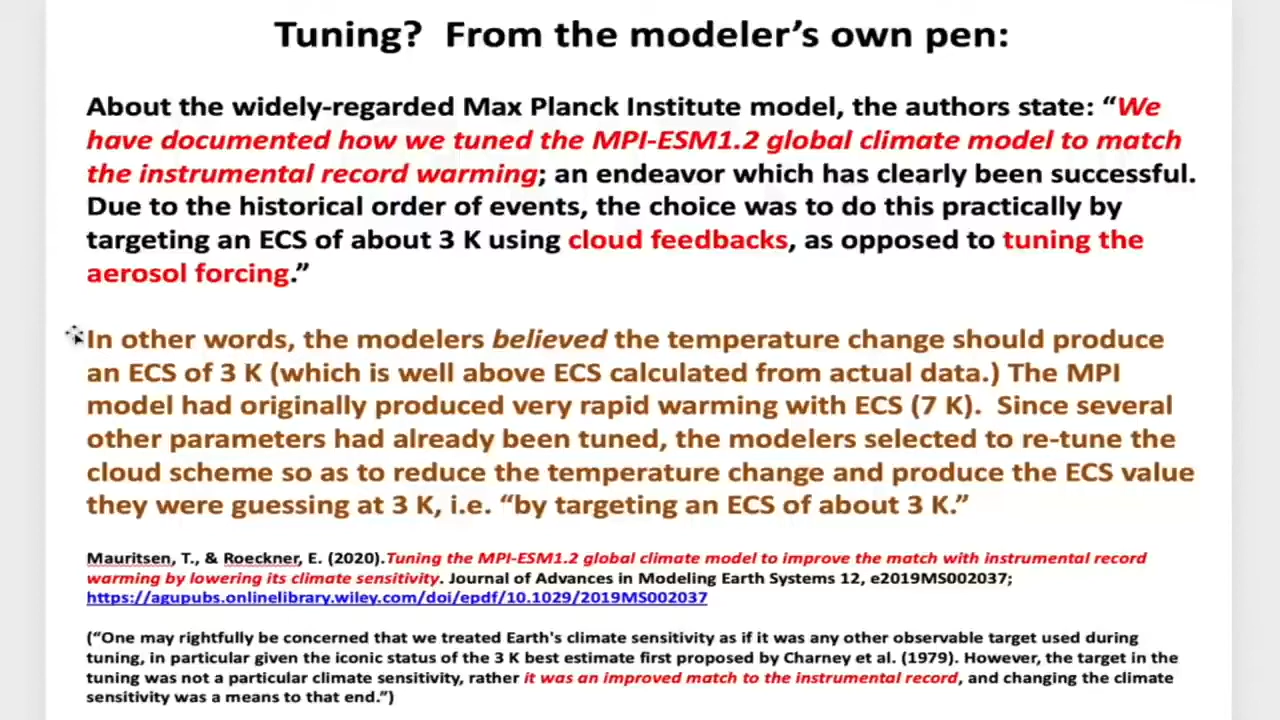 Tuning? From the modeler's own pen:
About the widely-regarded Max Planck Institute model, the authors state: “We
have documented how we tuned the MPI-ESM1.2 global climate model to match
the instrumental record warming; an endeavor which has clearly been successful.
Due to the historical order of events, the choice was to do this practically by
targeting an ECS of about 3 K using cloud feedbacks, as opposed to tuning the
aerosol forcing.”
In other words, the modelers believed the temperature change should produce
an ECS of 3 K (which is well above ECS calculated from actual data.) The MPI
model had originally produced very rapid warming with ECS (7 K). Since several
other parameters had already been tuned, the modelers selected to re-tune the
cloud scheme so as to reduce the temperature change and produce the ECS value
they were guessing at 3 K, i.e. “by targeting an ECS of about 3 K.”
Mauritsen, T., & Roeckner, E. (2020).Tuning the MPI-ESM1.2 global climate model to improve the match with instrumental record
warming by lowering its climate sensitivity. Journal of Advances in Modeling Earth Systems 12, e2019MS002037;
https://agupubs.onlinelibrary.wiley.com/doi/epdf/10.1029/2019MS002037
(“One may rightfully be concerned that we treated Earth's climate sensitivity as if it was any other observable target used during
tuning, in particular given the iconic status of the 3 K best estimate first proposed by Charney et al. (1979). However, the target in the
tuning was not a particular climate sensitivity, rather it was an improved match to the instrumental record, and changing the climate
sensitivity was a means to that end.”)